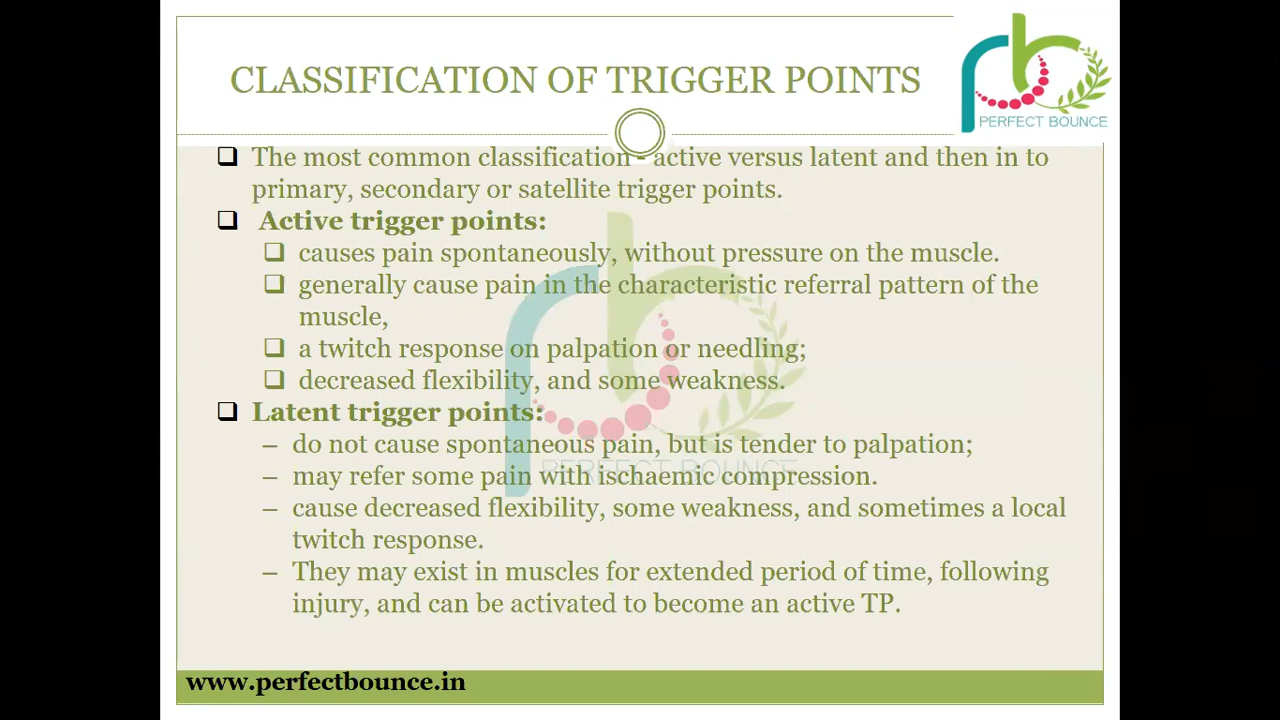 CLASSIFICATION OF TRIGGER POINTS
PERFECT BOUNCE
The most common classification - active versus latent and then in to
primary, secondary or satellite trigger points.
Active trigger points:
causes pain spontaneously, without pressure on the muscle.
generally cause pain in the characteristic referral pattern of the
muscle,
a twitch response on palpation or needling;
decreased flexibility, and some weakness.
Latent trigger points:
– do not cause spontaneous pain, but is tender to palpation;
PERFECT BOUNCE
– may refer some pain with ischaemic compression.
– cause decreased flexibility, some weakness, and sometimes a local
twitch response.
– They may exist in muscles for extended period of time, following
injury, and can be activated to become an active TP.
www.perfectbounce.in